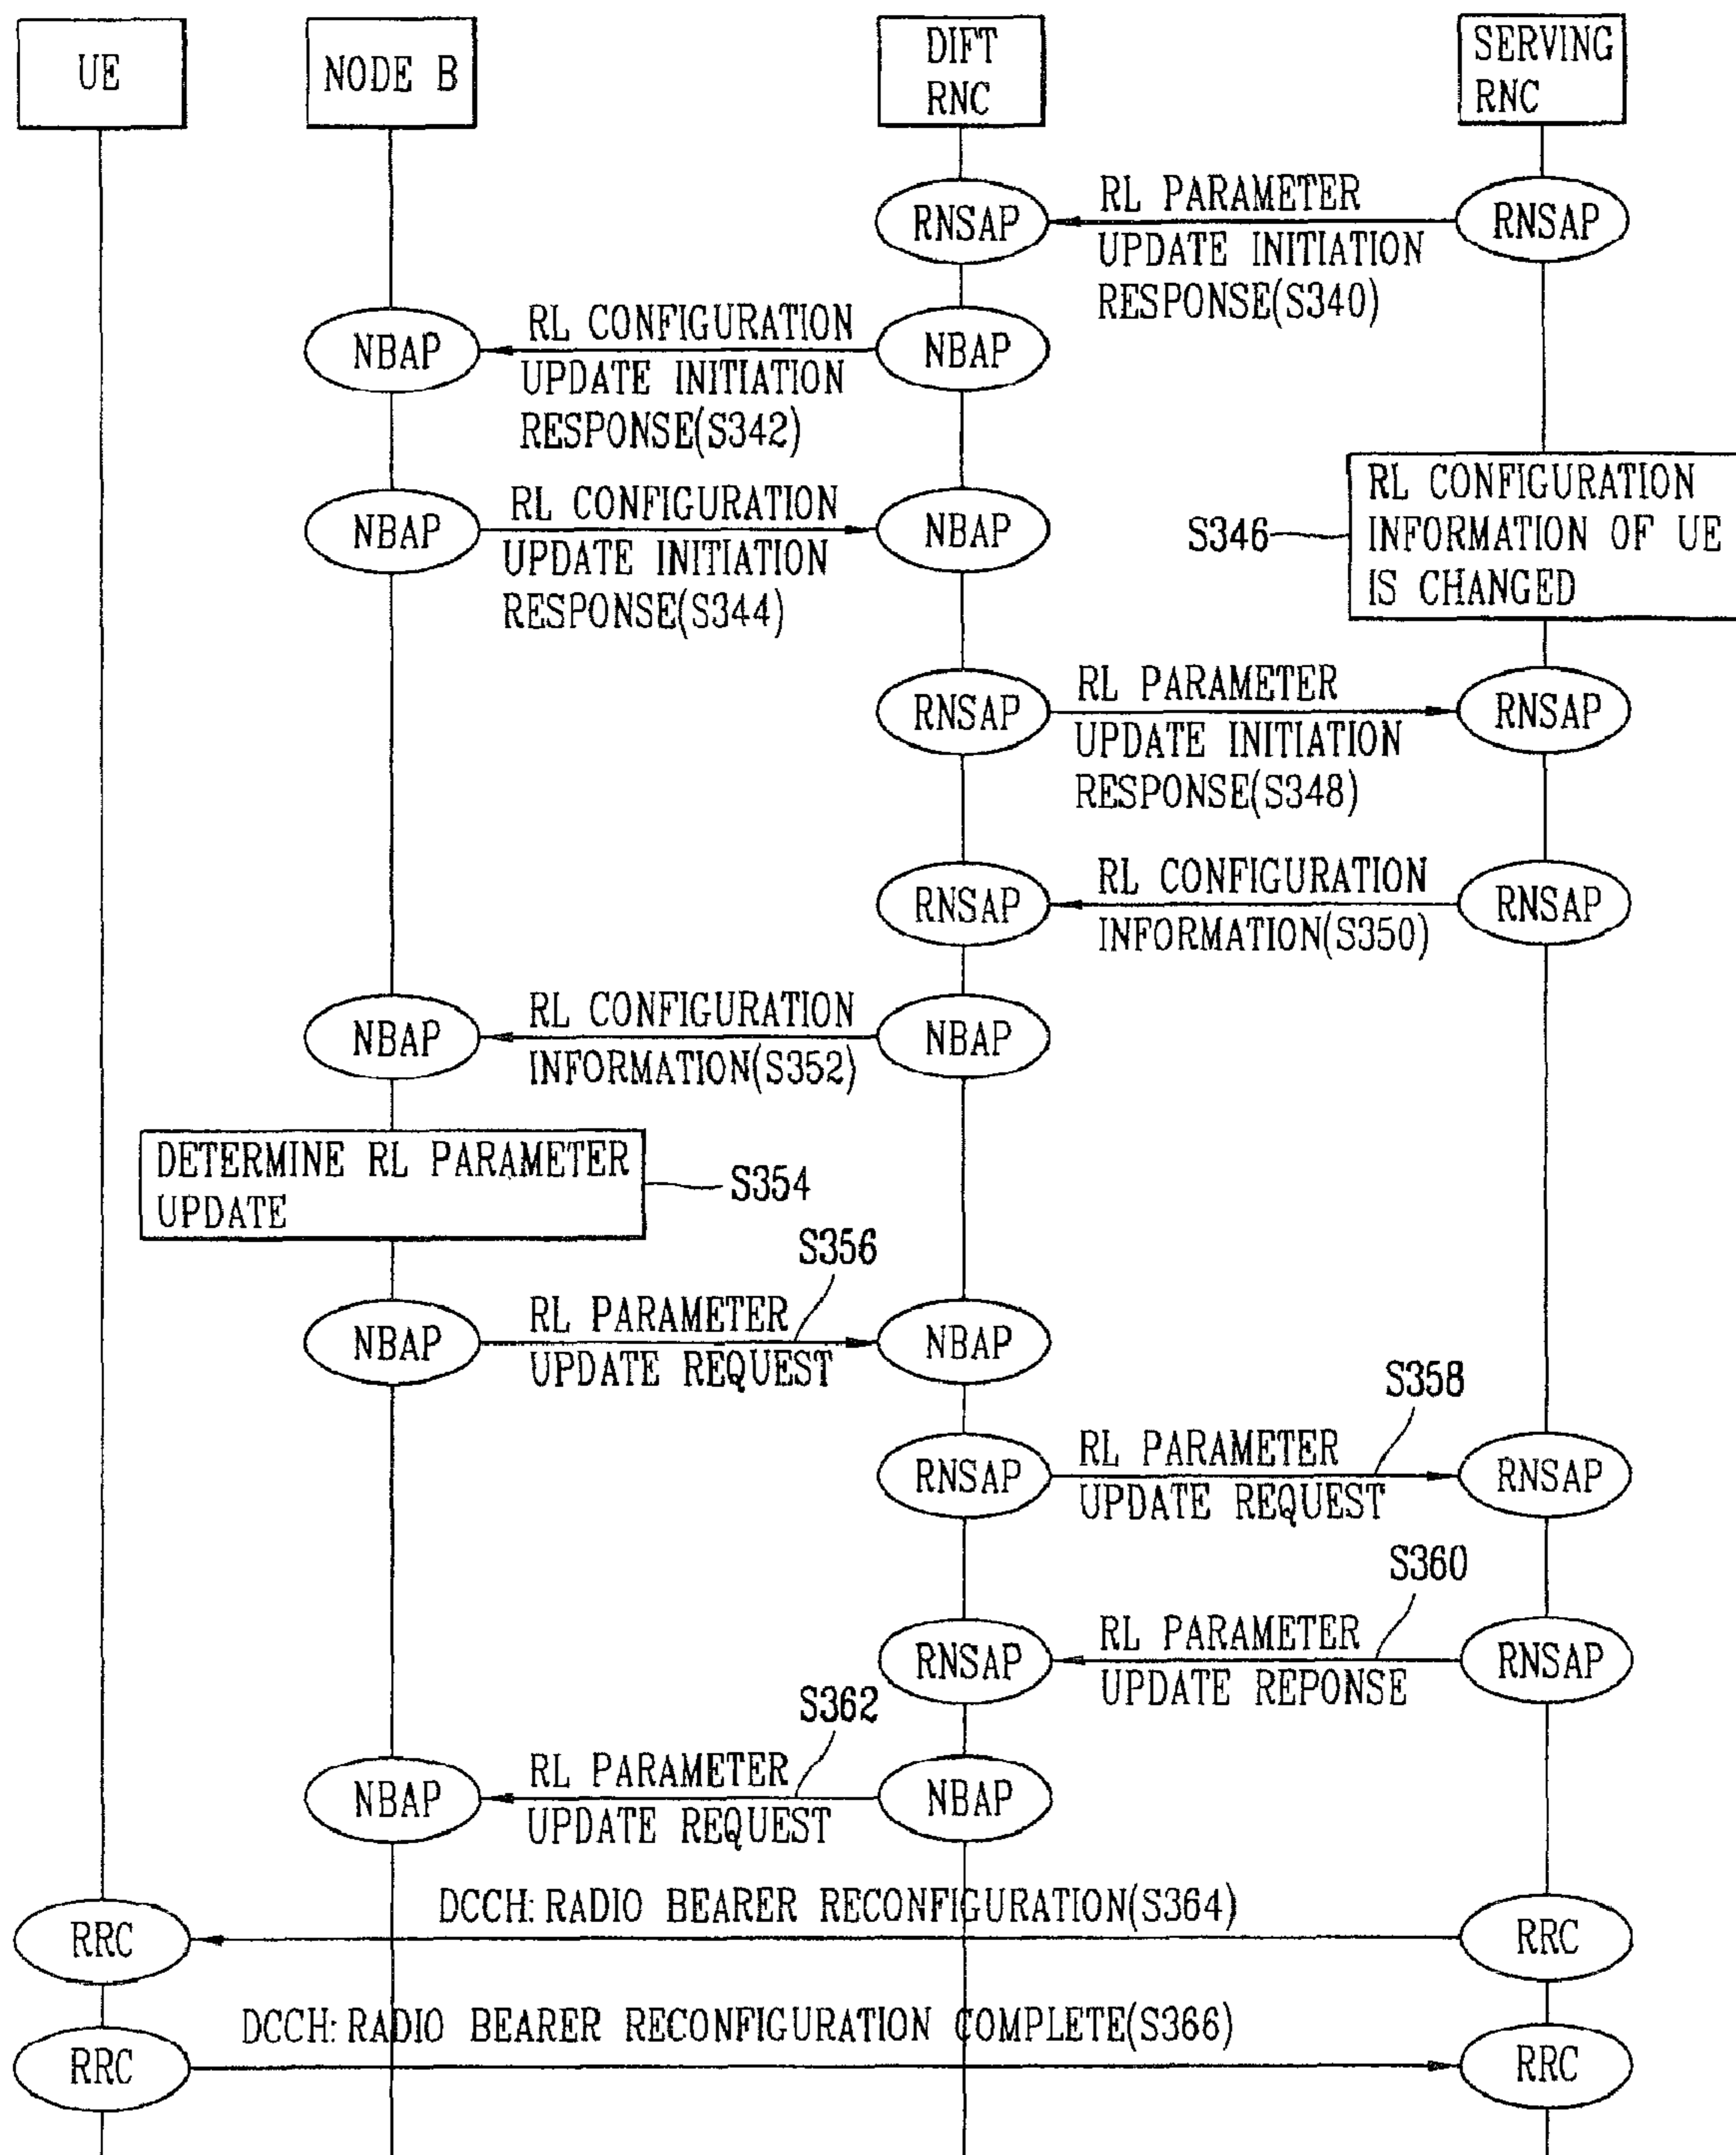 UE
NODE B
DIFT
RNC
SERVING
RNC
RNSAP
RL PARAMETER
UPDATE INITIATION
RESPONSE(S340)
RNSAP
NBAP
RL CONFIGURATION
UPDATE INITIATION
RESPONSE(S342)
NBAP
NBAP
RL CONFIGURATION
UPDATE INITIATION
RESPONSE(S344)
NBAP
S346
RL CONFIGURATION
INFORMATION OF UE
IS CHANGED
RNSAP
RL PARAMETER
UPDATE INITIATION
RESPONSE(S348)
RNSAP
RNSAP
RL CONFIGURATION
INFORMATION(S350)
RNSAP
NBAP
RL CONFIGURATION
INFORMATION(S352)
NBAP
DETERMINE RL PARAMETER
UPDATE
S354
S356
NBAP
RL PARAMETER
UPDATE REQUEST
NBAP
S358
RNSAP
RL PARAMETER
UPDATE REQUEST
RNSAP
S360
RNSAP
RL PARAMETER
UPDATE REPONSE
RNSAP
S362
NBAP
RL PARAMETER
UPDATE REQUEST
NBAP
RRC
DCCH: RADIO BEARER RECONFIGURATION(S364)
RRC
RRC
DCCH: RADIO BEARER RECONFIGURATION COMPLETE(S366)
RRC